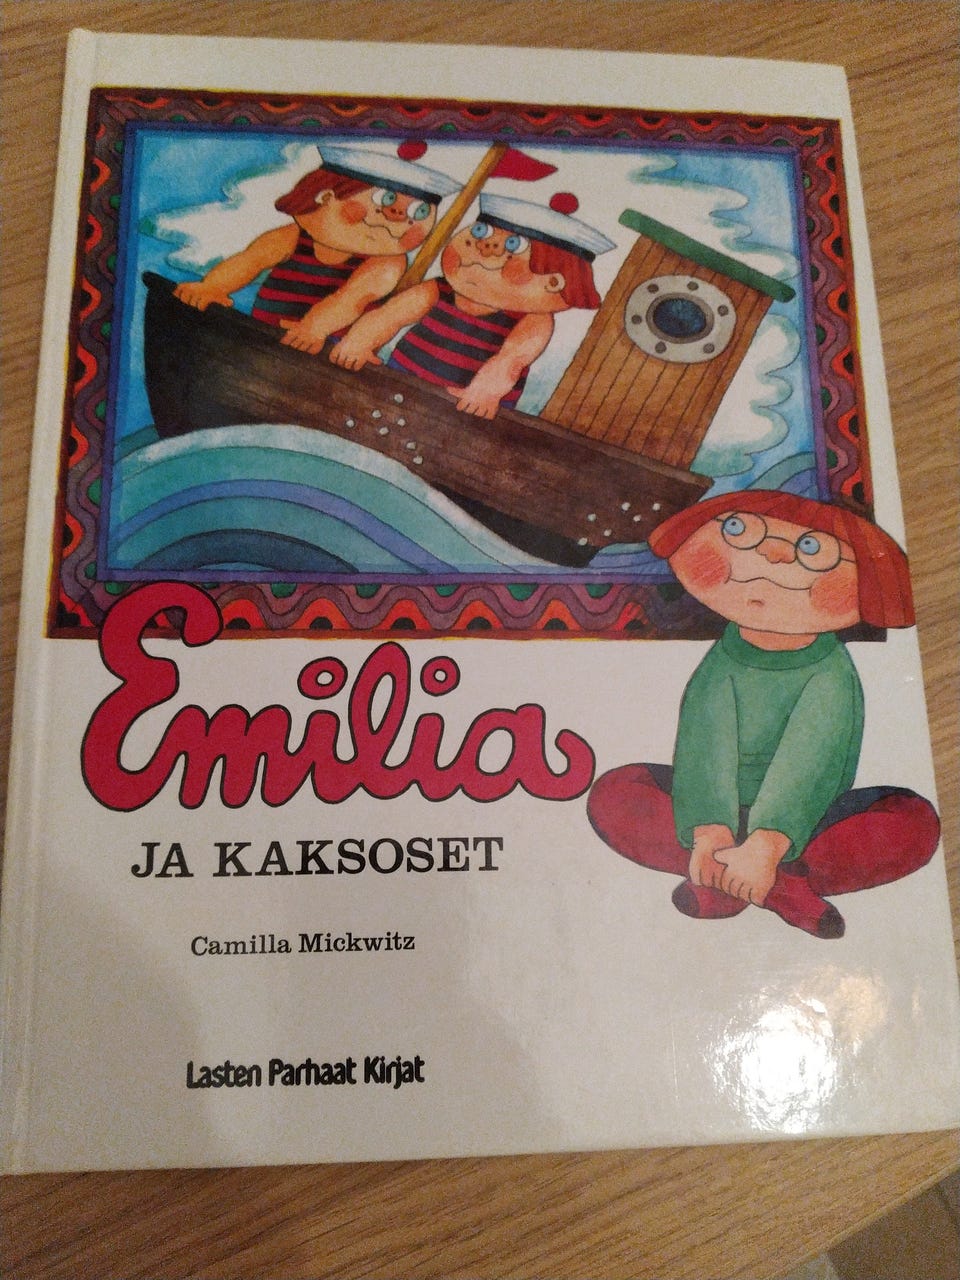 Emilia
JA KAKSOSET
Camilla Mickwitz
Lasten Parhaat Kirjat